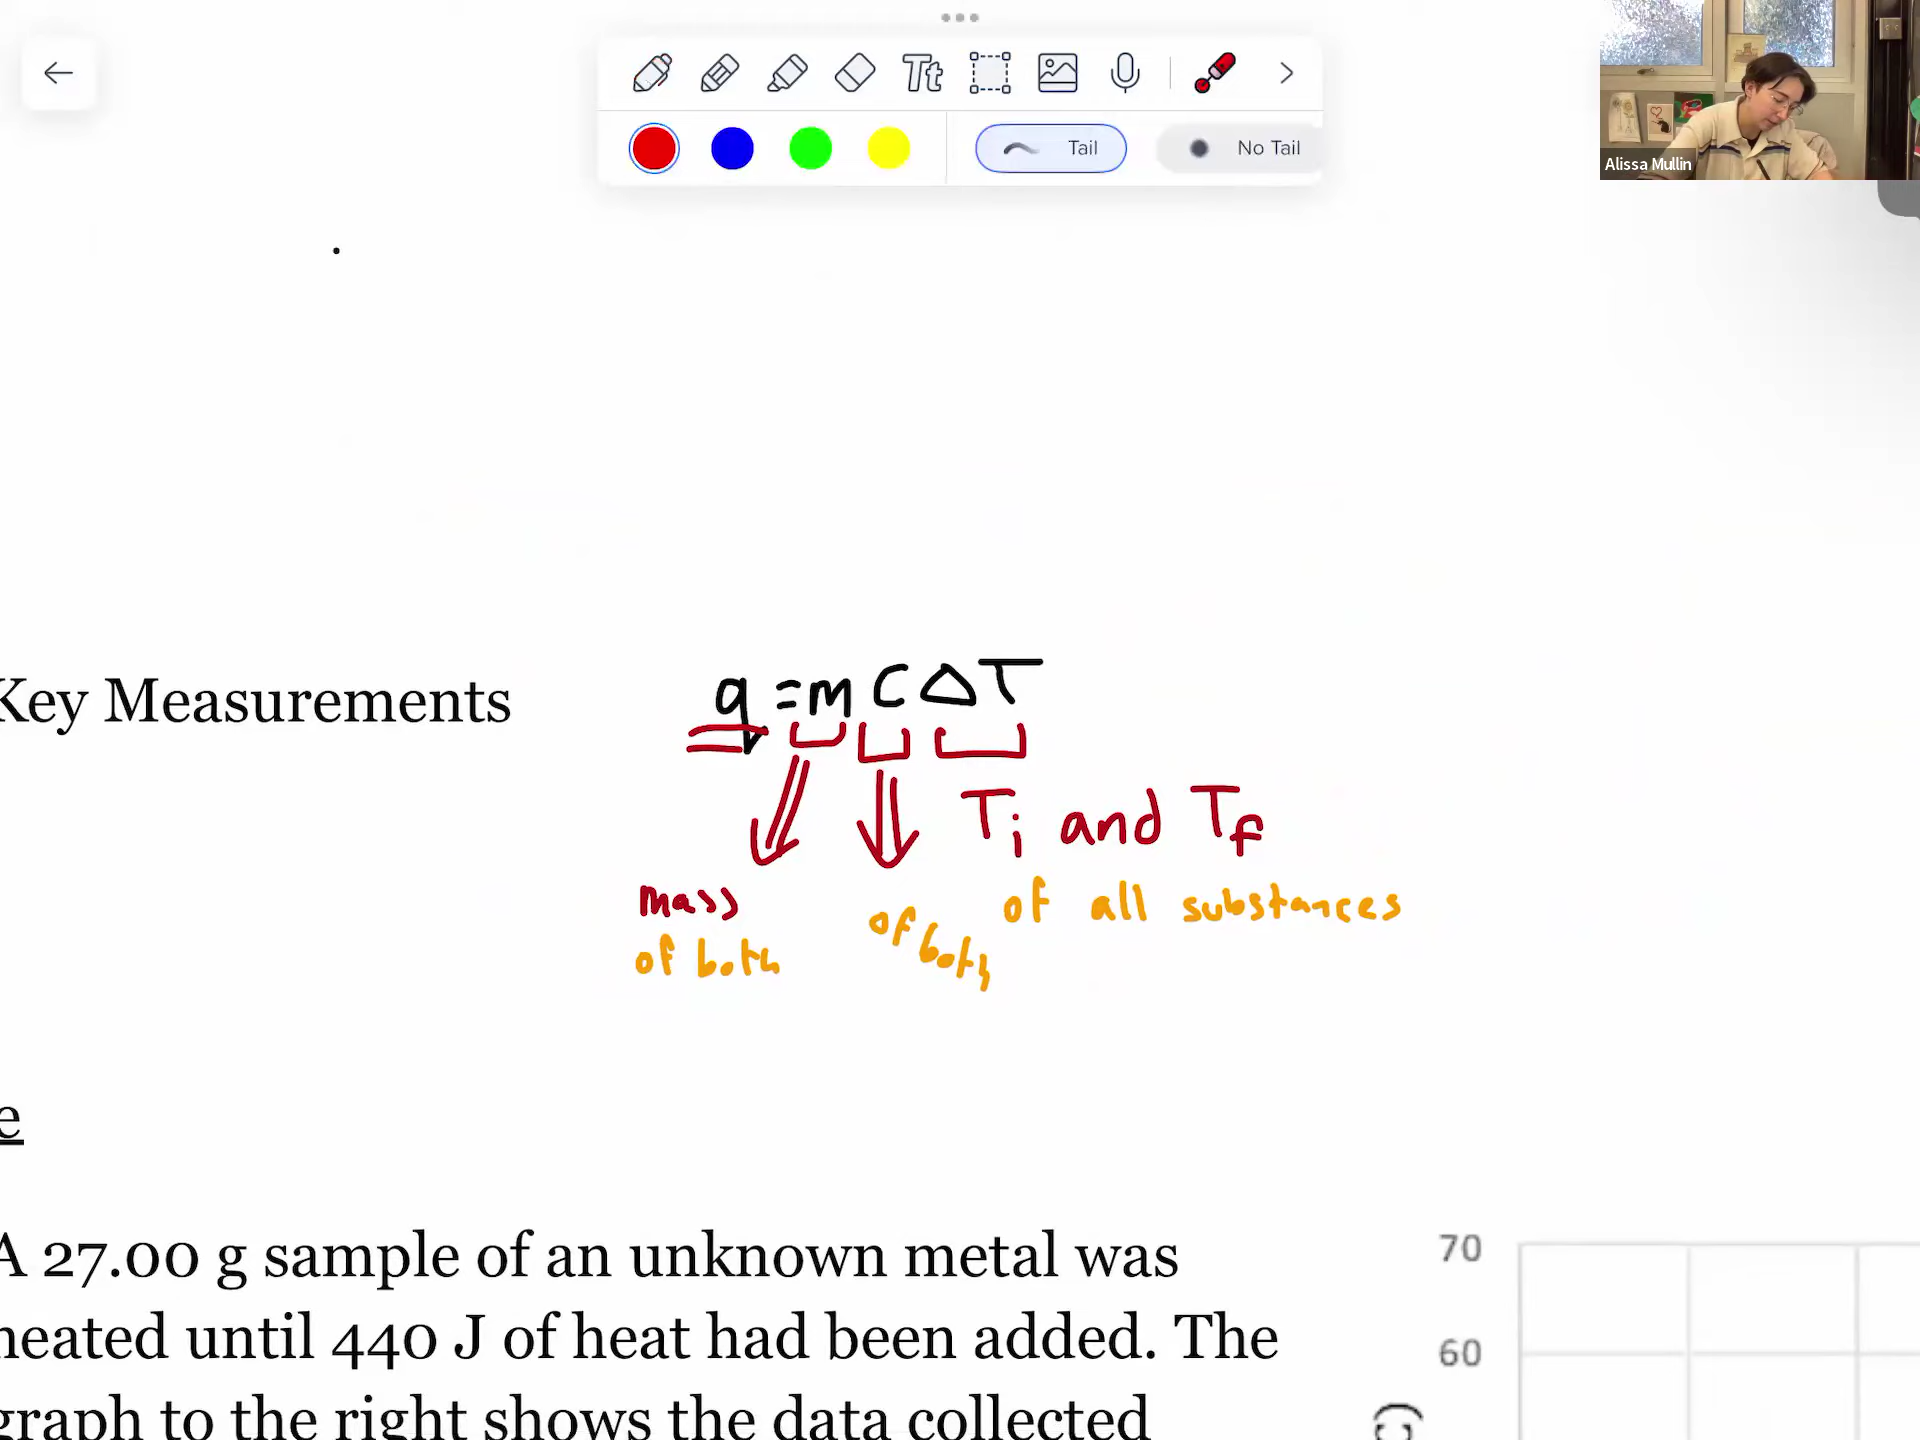 Tt
Tail
No Tail
Alissa Mullin
Key Measurements
q = m C Δ T
Ti and Tf
mass
of both
of both
of all substances
e
A 27.00 g sample of an unknown metal was
heated until 440 J of heat had been added. The
graph to the right shows the data collected
70
60
C)